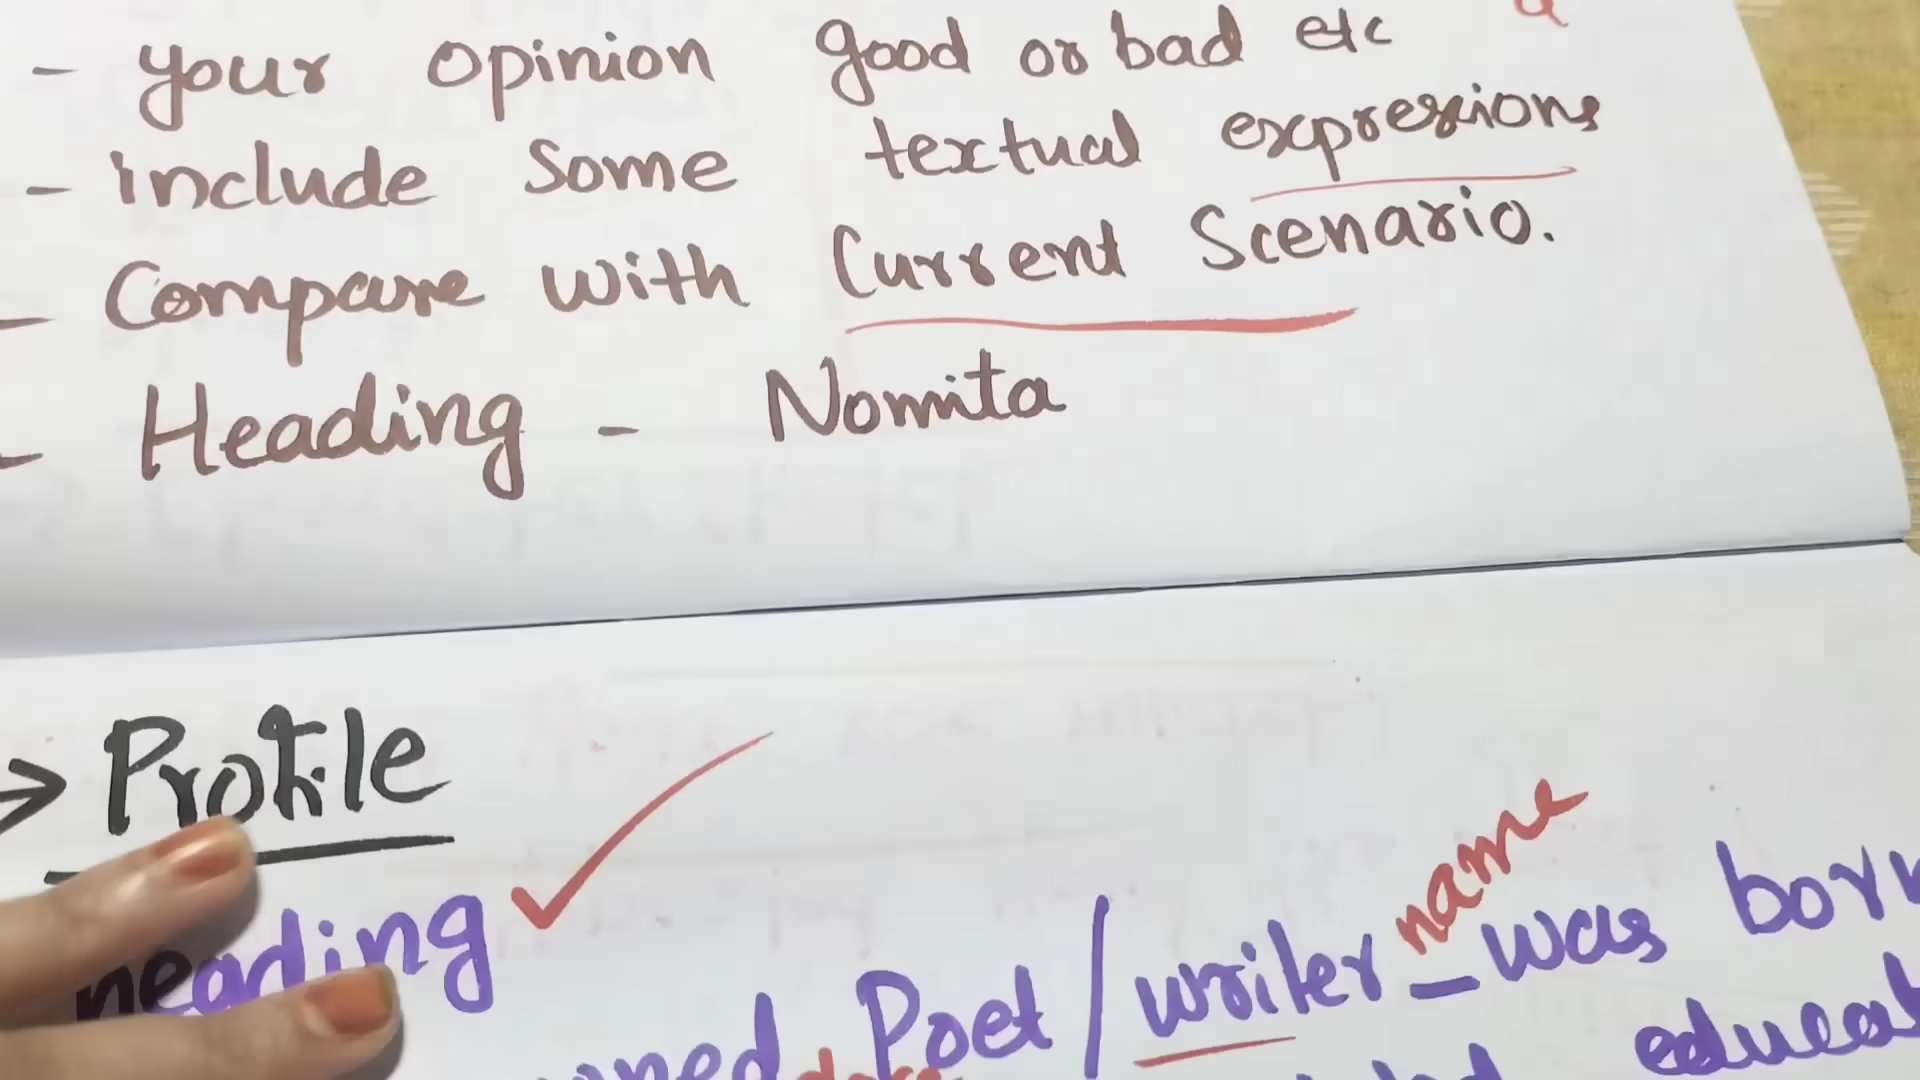 - your opinion good or bad etc
- include some textual expressions
- Compare with Current Scenario.
- Heading - Nomita
→ Profile
heading ✓
name
Poet / writer - was born